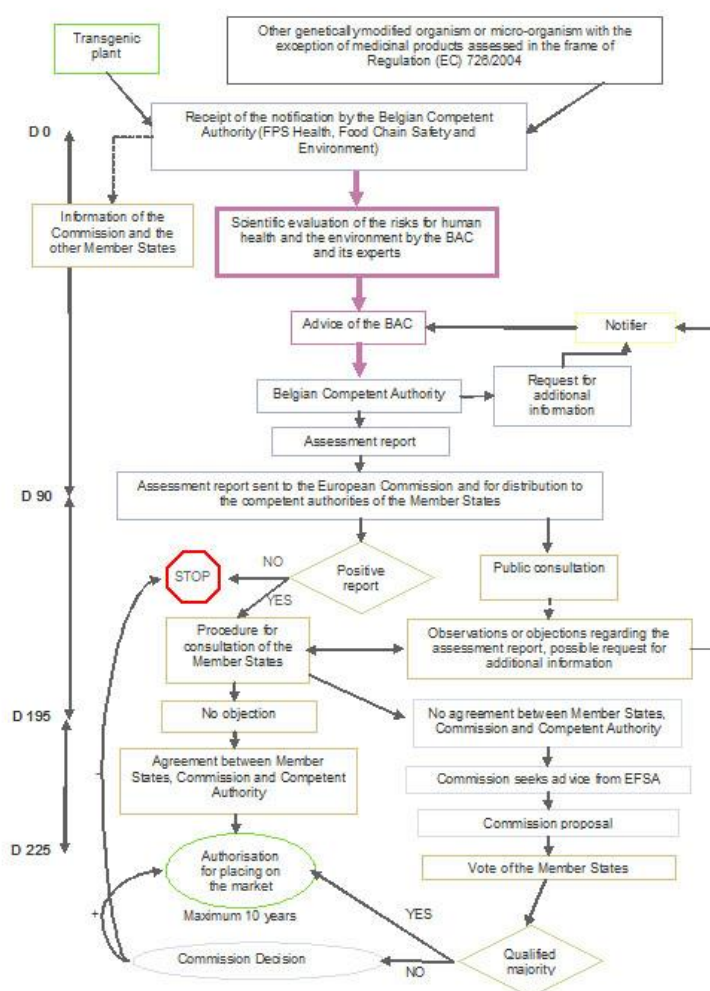 Transgenic
plant
Other genetically modified organism or micro-organism with the
exception of medicinal products assessed in the frame of
Regulation (EC) 726/2004
D 0
Receipt of the notification by the Belgian Competent
Authority (FPS Health, Food Chain Safety and
Environment)
Information of the
Commission and the
other Member States
Scientific evaluation of the risks for human
health and the environment by the BAC
and its experts
Advice of the BAC
Notifier
Belgian Competent Authority
Request for
additional
information
Assessment report
D 90
Assessment report sent to the European Commission and for distribution to
the competent authorities of the Member States
STOP
NO
Positive
report
Public consultation
YES
Procedure for
consultation of the
Member States
Observations or objections regarding the
assessment report, possible request for
additional information
D 195
No objection
No agreement between Member States,
Commission and Competent Authority
-
Agreement between Member
States, Commission and Competent
Authority
Commission seeks advice from EFSA
Commission proposal
D 225
Authorisation
for placing on
the market
Vote of the Member States
+
Maximum 10 years
YES
Commission Decision
NO
Qualified
majority